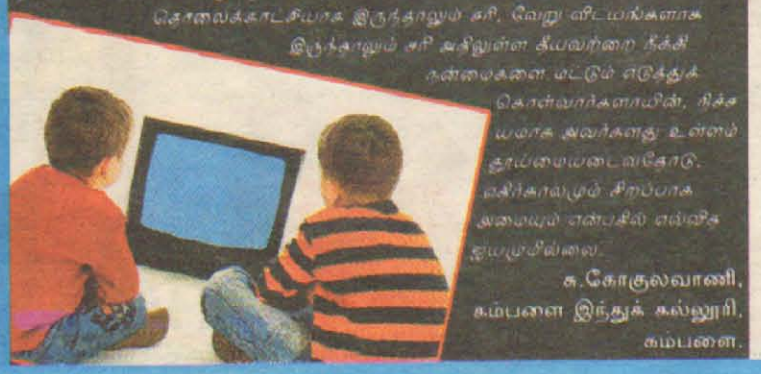 தொலைக்காட்சியாக இருந்தாலும் சரி, வேறு விடயங்களாக
இருந்தாலும் சரி அதிலுள்ள தீயவற்றை நீக்கி
நன்மைகளை மட்டும் எடுத்துக்
கொள்வார்களாயின், நிச்ச
யமாக அவர்களது உள்ளம்
தூய்மையடைவதோடு,
எதிர்காலமும் சிறப்பாக
அமையும் என்பதில் எவ்வித
ஐயமுமில்லை.
சு.கோகுலவாணி,
கம்பளை இந்துக் கல்லூரி,
கம்பளை.